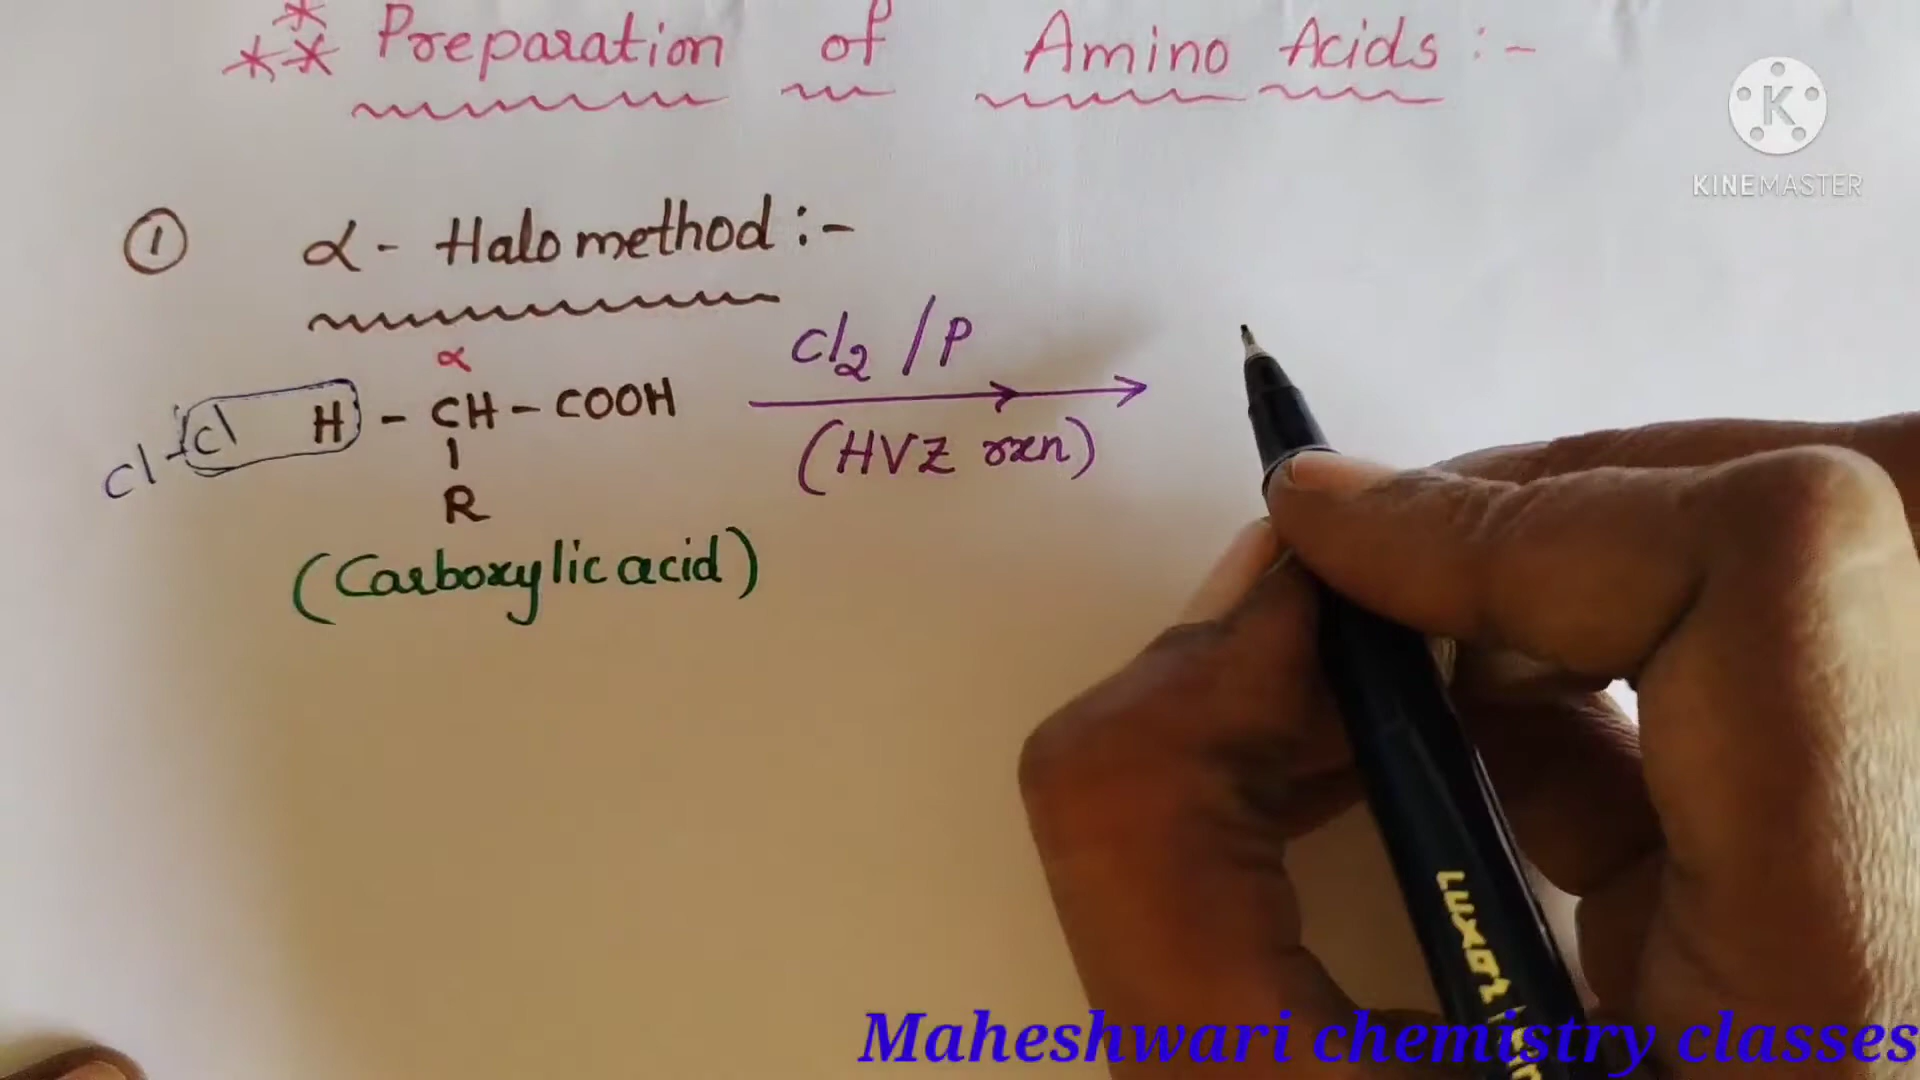 ** Preparation of Amino Acids :-
*
K
KINEMASTER
① α - Halo method :-
α
Cl2 / P
Cl - Cl H - CH - COOH
(HVZ rxn)
R
(Carboxylic acid)
LUXOR
Maheshwari chemistry classes